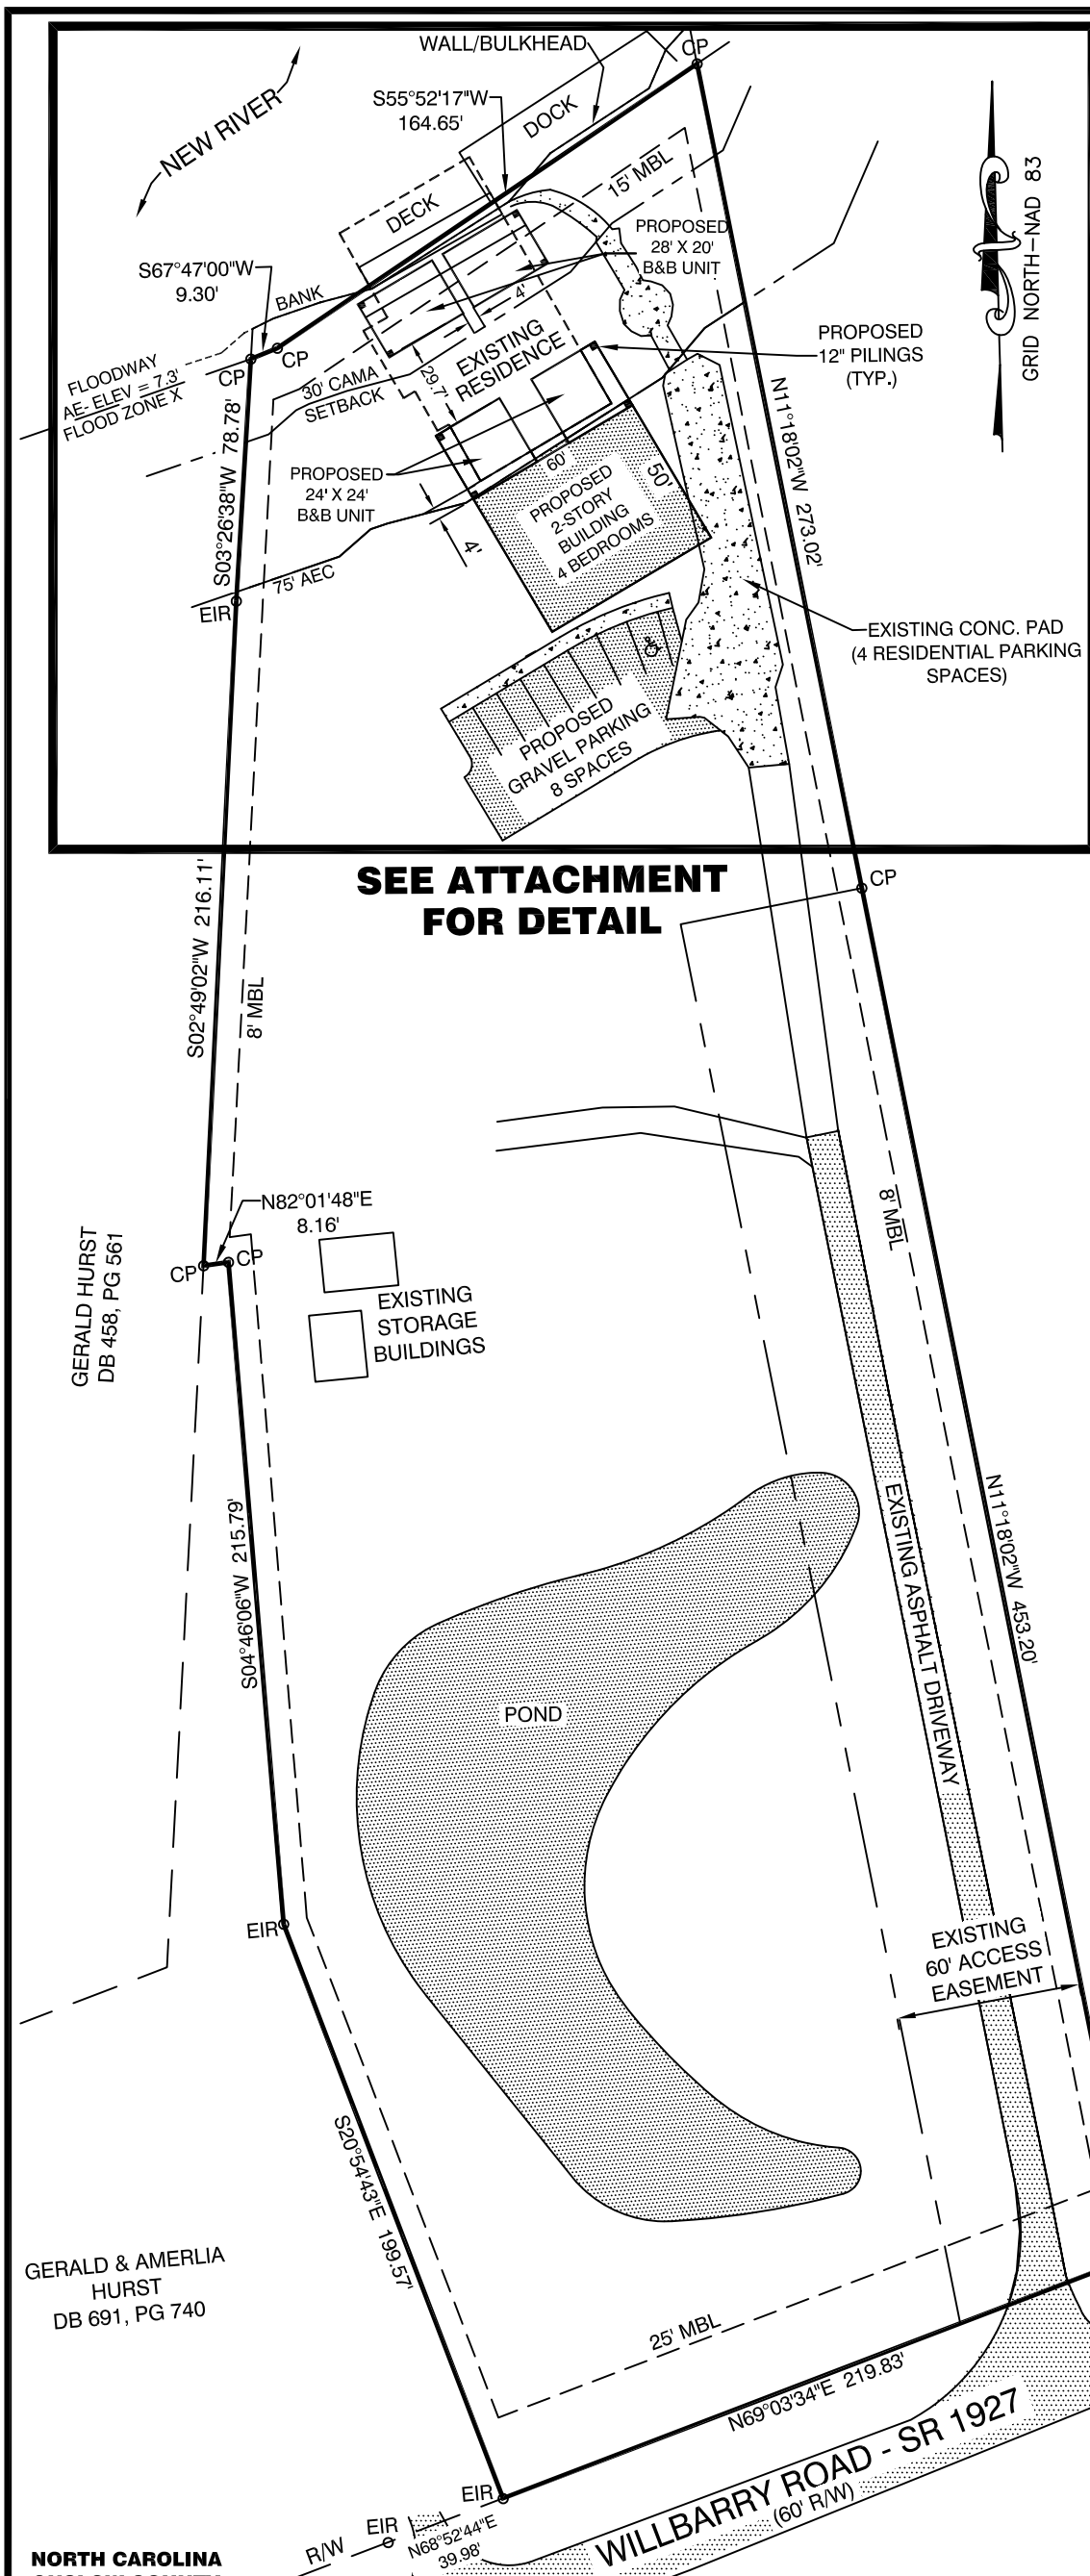 WALL/BULKHEAD
CP
S55°52'17"W
164.65'
DOCK
NEW RIVER
15' MBL
DECK
PROPOSED
28' X 20'
B&B UNIT
GRID NORTH-NAD 83
S67°47'00"W
9.30'
BANK
4'
CP
CP
FLOODWAY
AE- ELEV = 7.3'
FLOOD ZONE X
30' CAMA
SETBACK
EXISTING
RESIDENCE
29.7'
PROPOSED
12" PILINGS
(TYP.)
N11°18'02"W 273.02'
S03°26'38"W 78.78'
PROPOSED
24' X 24'
B&B UNIT
60'
50'
PROPOSED
2-STORY
BUILDING
4 BEDROOMS
4'
75' AEC
EIR
EXISTING CONC. PAD
(4 RESIDENTIAL PARKING
SPACES)
PROPOSED
GRAVEL PARKING
8 SPACES
SEE ATTACHMENT
FOR DETAIL
CP
S02°49'02"W 216.11'
8' MBL
8' MBL
N82°01'48"E
8.16'
CP
CP
GERALD HURST
DB 458, PG 561
EXISTING
STORAGE
BUILDINGS
S04°46'06"W 215.79'
EXISTING ASPHALT DRIVEWAY
N11°18'02"W 453.20'
POND
EIR
EXISTING
60' ACCESS
EASEMENT
S20°54'43"E 199.57'
GERALD & AMERLIA
HURST
DB 691, PG 740
25' MBL
N69°03'34"E 219.83'
WILLBARRY ROAD - SR 1927
(60' R/W)
EIR
EIR
R/W
N68°52'44"E
39.98'
NORTH CAROLINA